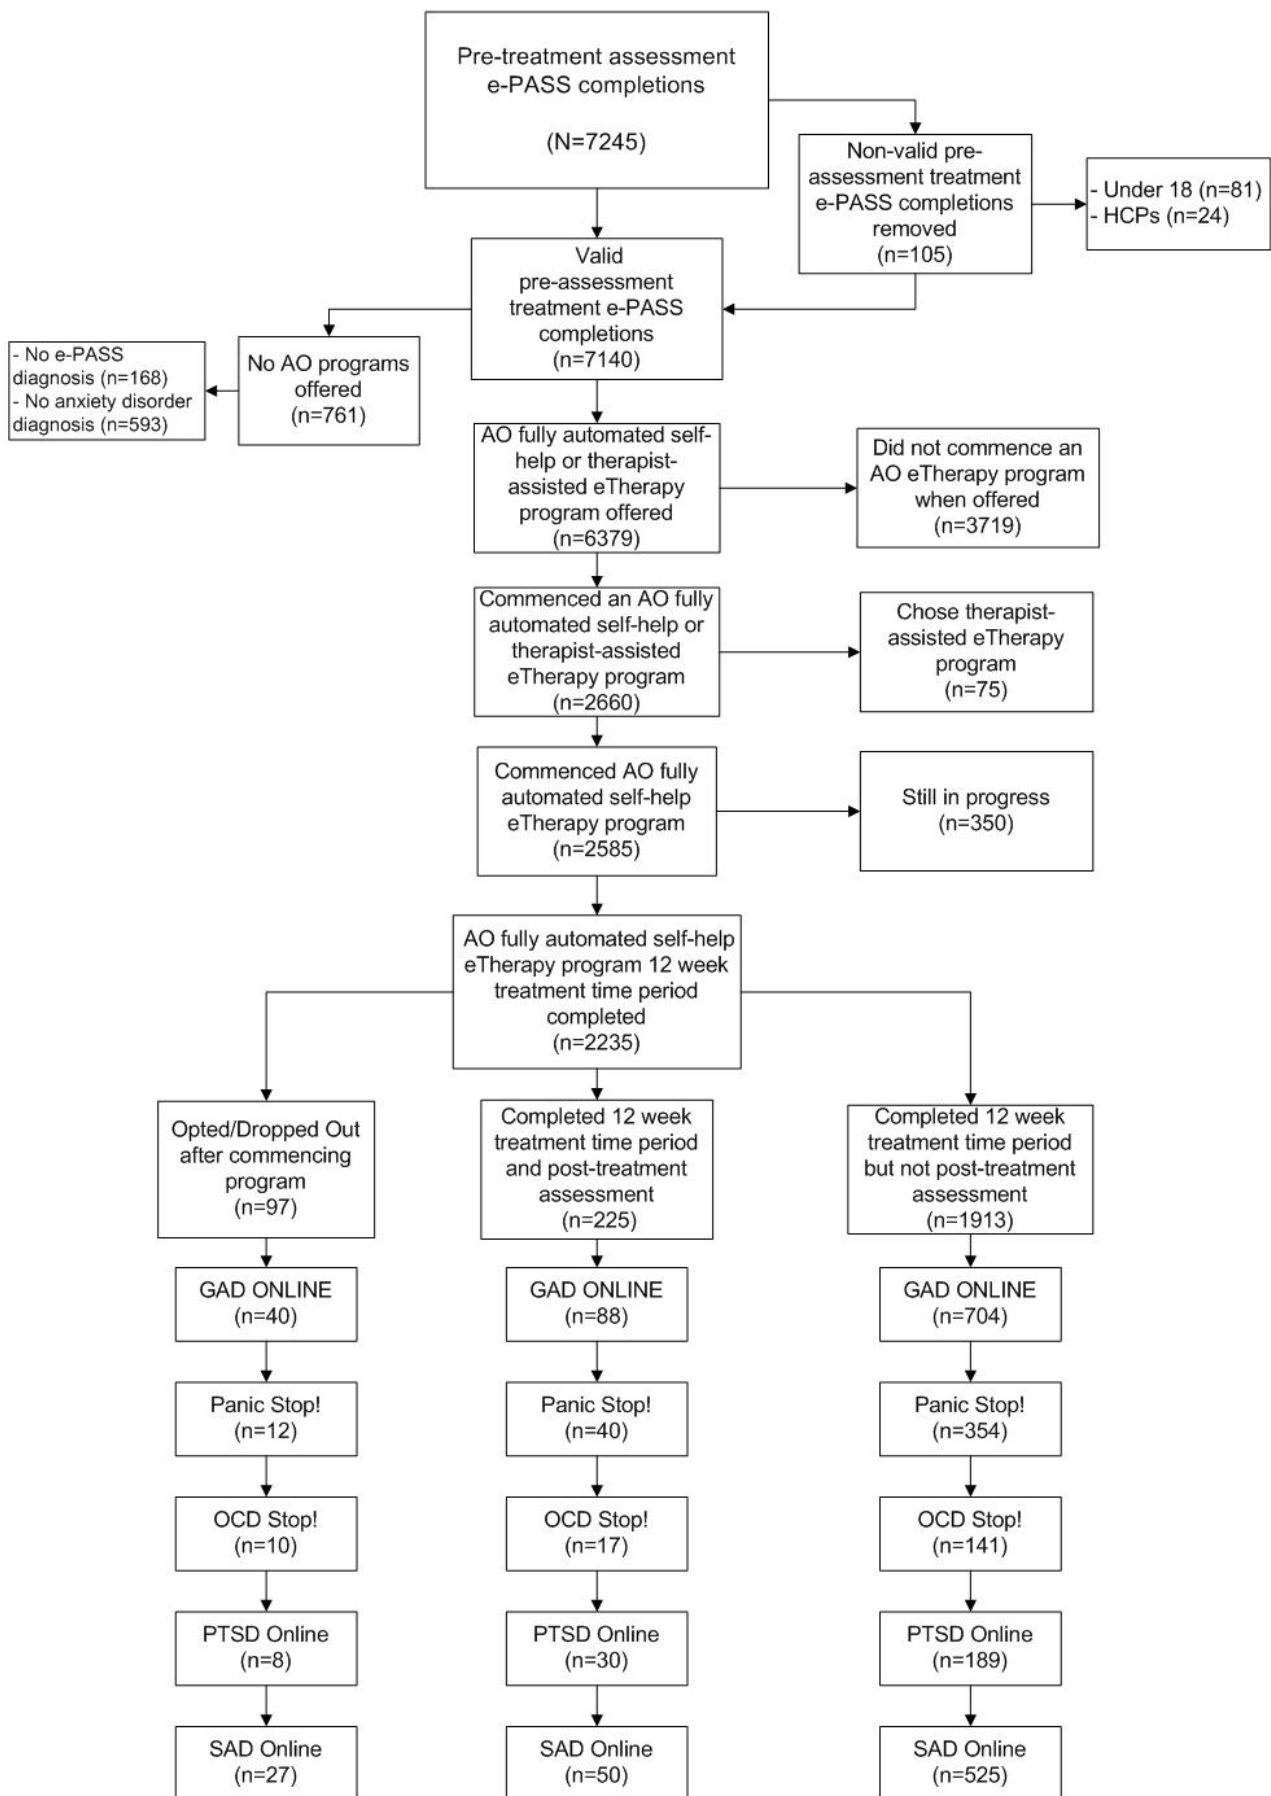 Pre-treatment assessment
e-PASS completions
(N=7245)
Non-valid pre-
assessment treatment
e-PASS completions
removed
(n=105)
- Under 18 (n=81)
- HCPs (n=24)
Valid
pre-assessment
treatment e-PASS
completions
(n=7140)
No AO programs
offered
(n=761)
- No e-PASS
diagnosis (n=168)
- No anxiety disorder
diagnosis (n=593)
AO fully automated self-
help or therapist-
assisted eTherapy
program offered
(n=6379)
Did not commence an
AO eTherapy program
when offered
(n=3719)
Commenced an AO fully
automated self-help or
therapist-assisted
eTherapy program
(n=2660)
Chose therapist-
assisted eTherapy
program
(n=75)
Commenced AO fully
automated self-help
eTherapy program
(n=2585)
Still in progress
(n=350)
AO fully automated self-help
eTherapy program 12 week
treatment time period
completed
(n=2235)
Opted/Dropped Out
after commencing
program
(n=97)
Completed 12 week
treatment time period
and post-treatment
assessment
(n=225)
Completed 12 week
treatment time period
but not post-treatment
assessment
(n=1913)
GAD ONLINE
(n=40)
GAD ONLINE
(n=88)
GAD ONLINE
(n=704)
Panic Stop!
(n=12)
Panic Stop!
(n=40)
Panic Stop!
(n=354)
OCD Stop!
(n=10)
OCD Stop!
(n=17)
OCD Stop!
(n=141)
PTSD Online
(n=8)
PTSD Online
(n=30)
PTSD Online
(n=189)
SAD Online
(n=27)
SAD Online
(n=50)
SAD Online
(n=525)